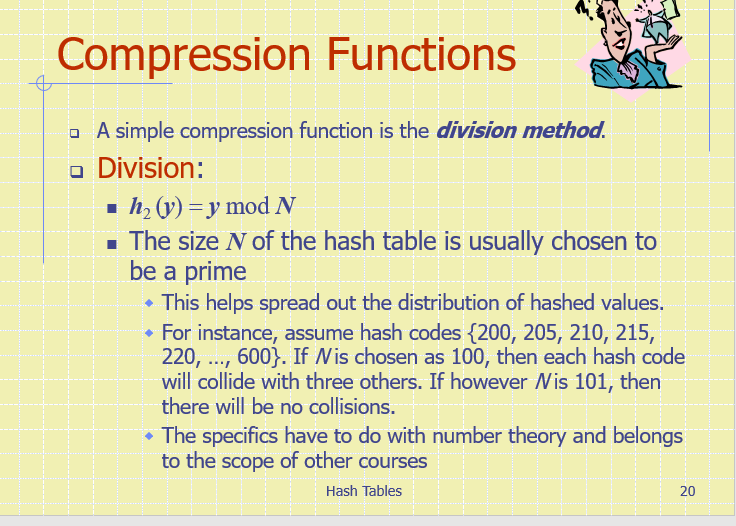 Compression Functions
A simple compression function is the division method.
Division:
h₂ (y) = y mod N
The size N of the hash table is usually chosen to
be a prime
This helps spread out the distribution of hashed values.
For instance, assume hash codes {200, 205, 210, 215,
220, ..., 600}. If N is chosen as 100, then each hash code
will collide with three others. If however N is 101, then
there will be no collisions.
The specifics have to do with number theory and belongs
to the scope of other courses
Hash Tables
20